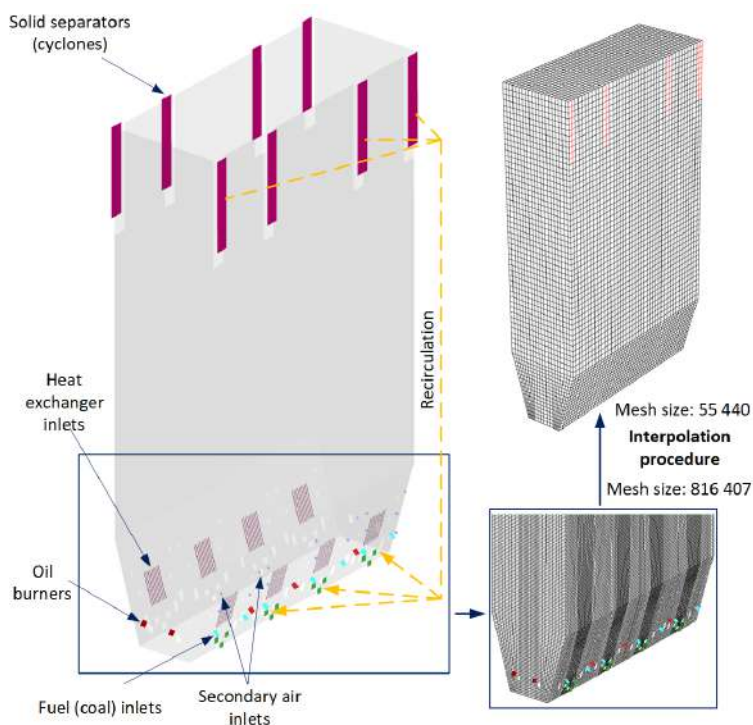 Solid separators
(cyclones)
Recirculation
Heat
exchanger
inlets
Mesh size: 55 440
Interpolation
procedure
Mesh size: 816 407
Oil
burners
Fuel (coal) inlets
Secondary air
inlets